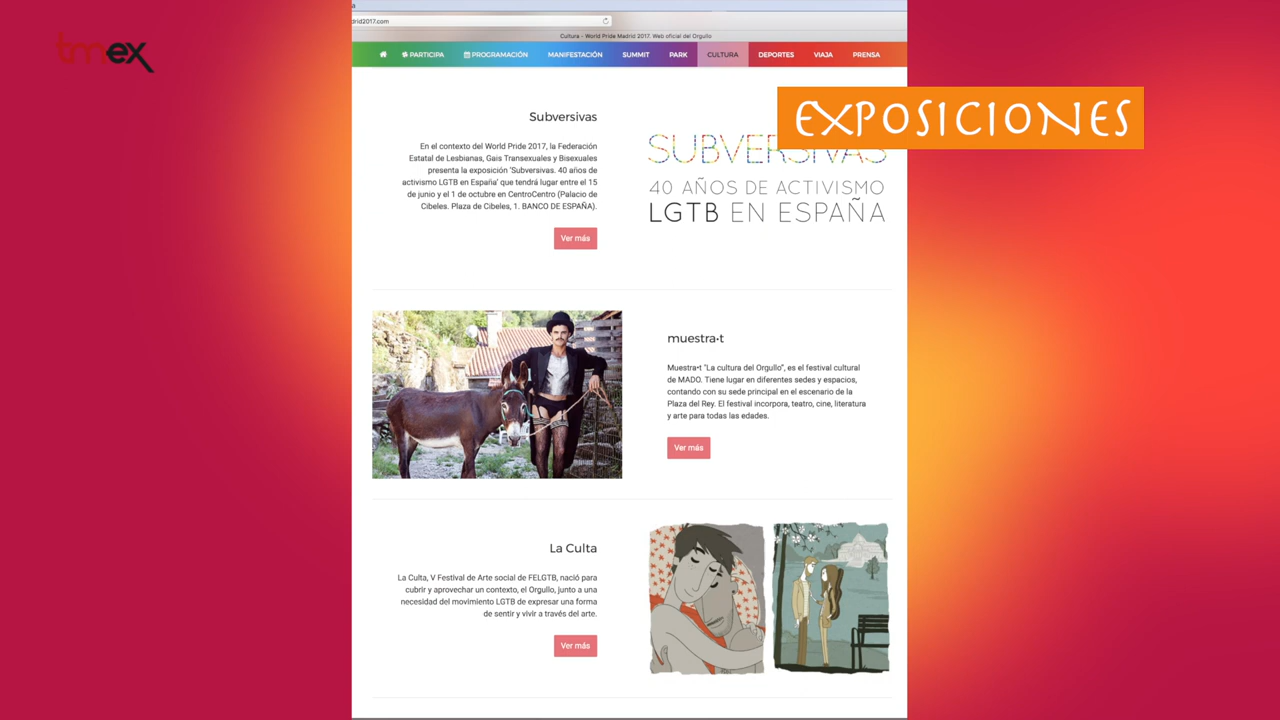 a
drid2017.com
Cultura - World Pride Madrid 2017. Web oficial del Orgullo
tmex
PARTICIPA PROGRAMACIÓN MANIFESTACIÓN SUMMIT PARK CULTURA DEPORTES VIAJA PRENSA
EXPOSICIONES
Subversivas
En el contexto del World Pride 2017, la Federación
Estatal de Lesbianas, Gais Transexuales y Bisexuales
presenta la exposición 'Subversivas. 40 años de
activismo LGTB en España' que tendrá lugar entre el 15
de junio y el 1 de octubre en CentroCentro (Palacio de
Cibeles. Plaza de Cibeles, 1. BANCO DE ESPAÑA).
Ver más
SUBVERSIVAS
40 AÑOS DE ACTIVISMO
LGTB EN ESPAÑA
muestra•t
Muestra•t "La cultura del Orgullo", es el festival cultural
de MADO. Tiene lugar en diferentes sedes y espacios,
contando con su sede principal en el escenario de la
Plaza del Rey. El festival incorpora, teatro, cine, literatura
y arte para todas las edades.
Ver más
La Culta
La Culta, V Festival de Arte social de FELGTB, nació para
cubrir y aprovechar un contexto, el Orgullo, junto a una
necesidad del movimiento LGTB de expresar una forma
de sentir y vivir a través del arte.
Ver más